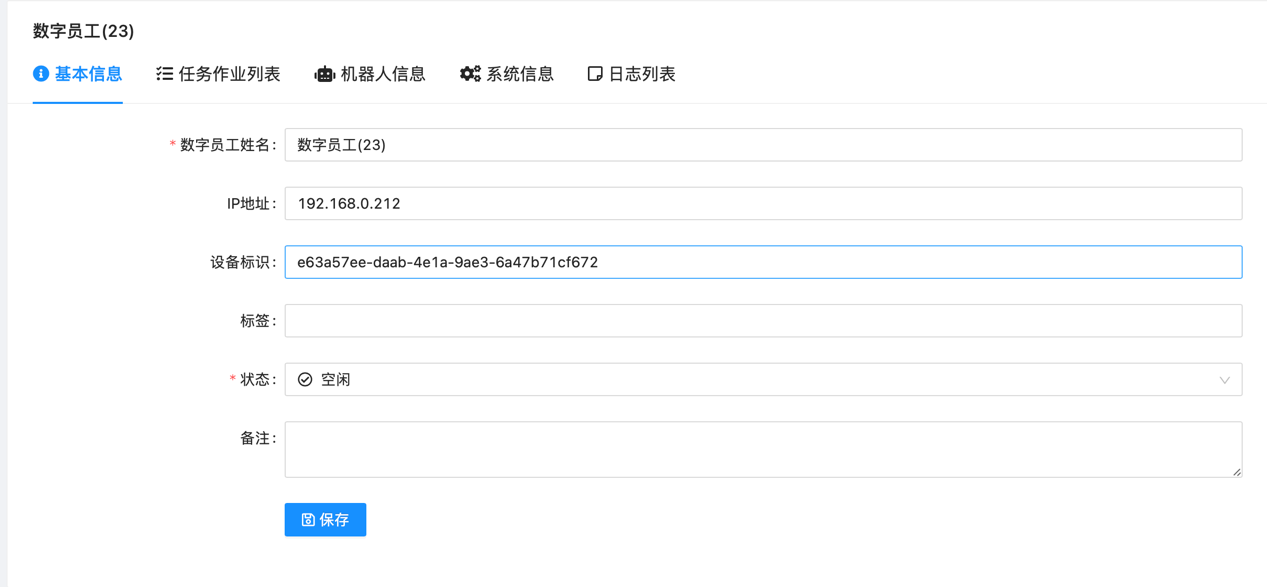 数字员工(23)
基本信息 任务作业列表 机器人信息 系统信息 日志列表
* 数字员工姓名: 数字员工(23)
IP地址: 192.168.0.212
设备标识: e63a57ee-daab-4e1a-9ae3-6a47b71cf672
标签:
* 状态: 空闲
备注:
保存